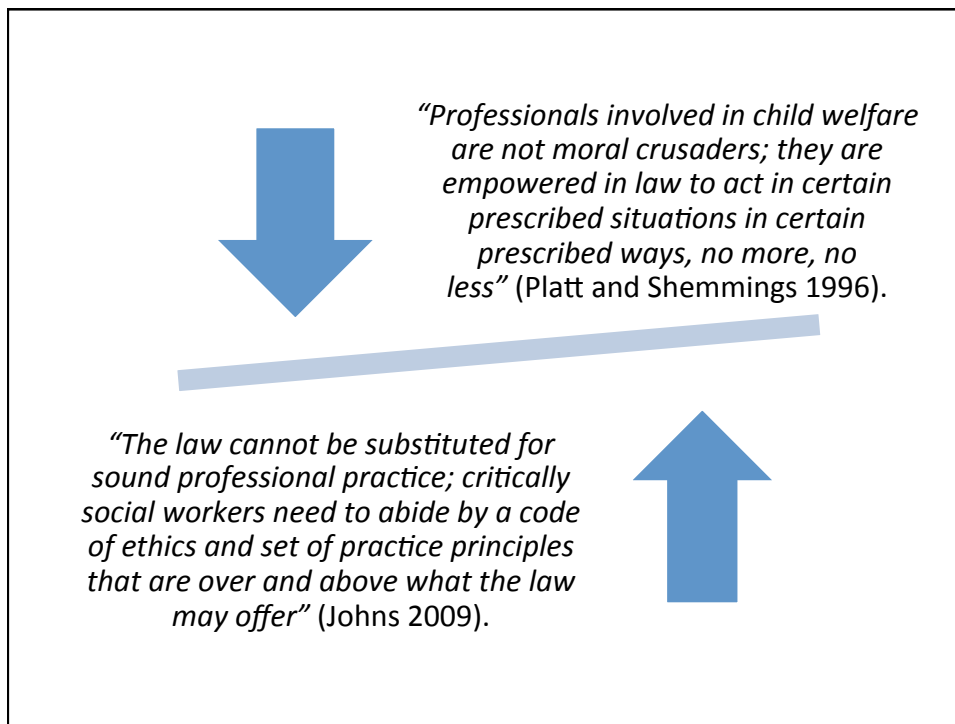 “Professionals involved in child welfare
are not moral crusaders; they are
empowered in law to act in certain
prescribed situations in certain
prescribed ways, no more, no
less” (Platt and Shemmings 1996).
“The law cannot be substituted for
sound professional practice; critically
social workers need to abide by a code
of ethics and set of practice principles
that are over and above what the law
may offer” (Johns 2009).